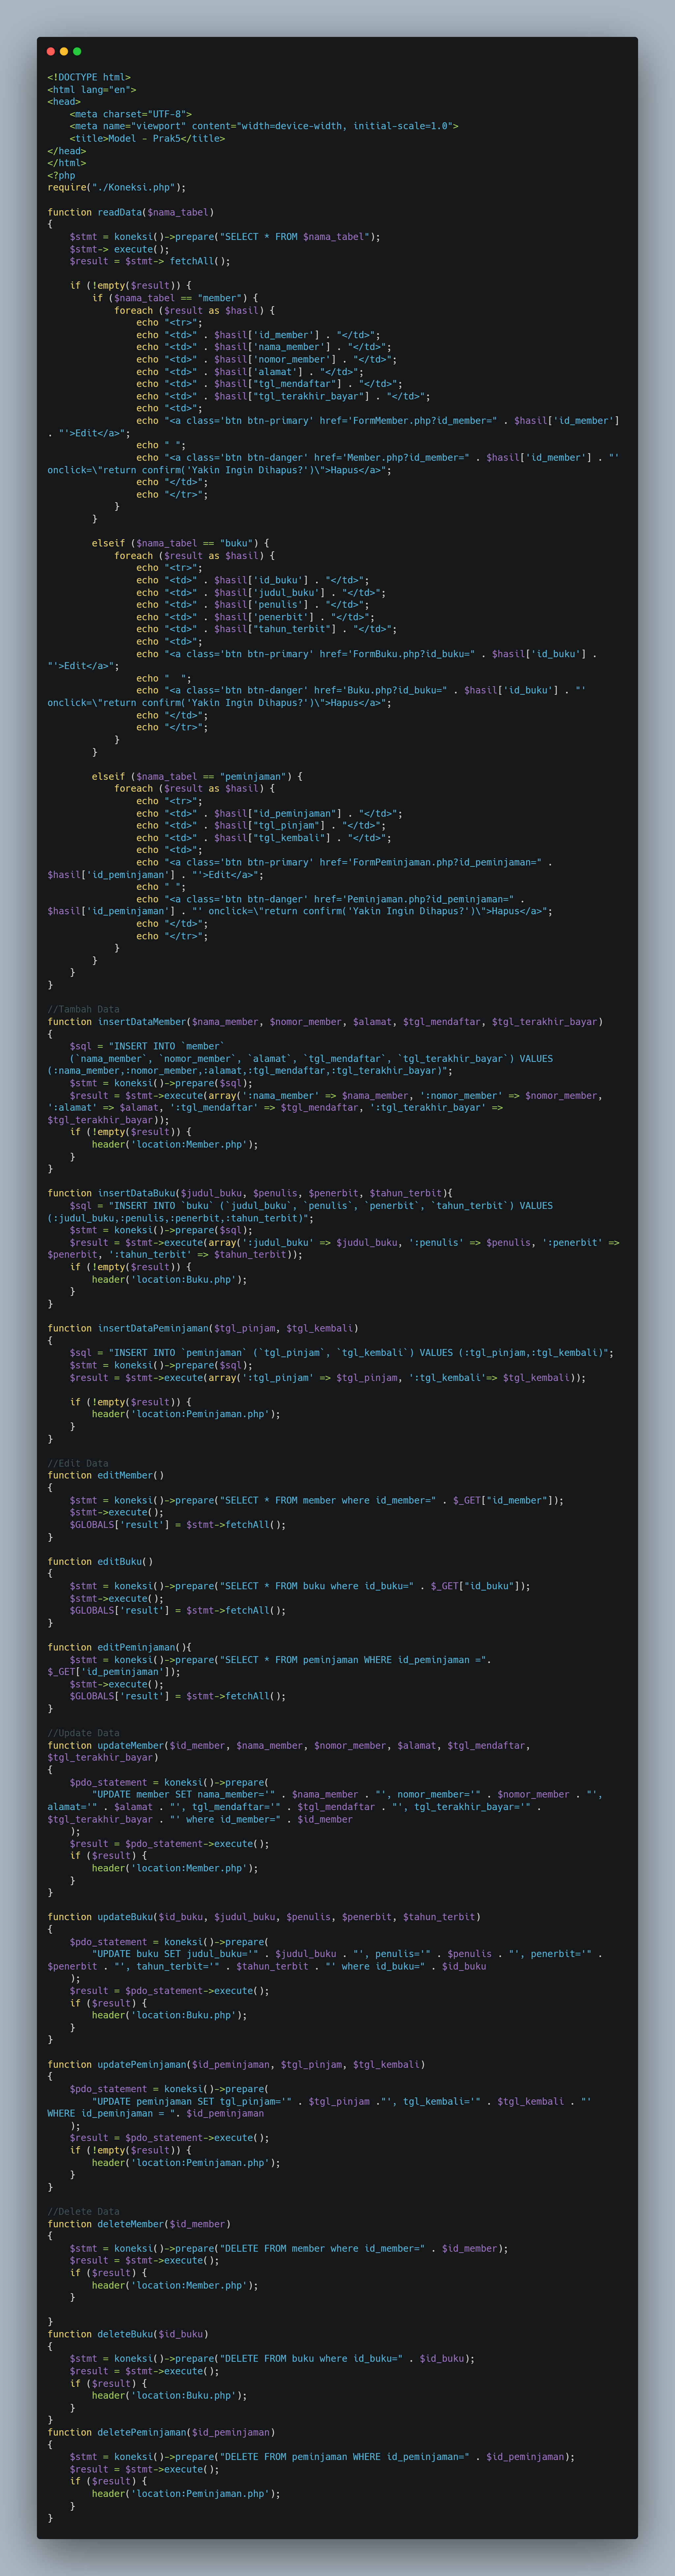 <!DOCTYPE html>
<html lang="en">
<head>
    <meta charset="UTF-8">
    <meta name="viewport" content="width=device-width, initial-scale=1.0">
    <title>Model - Prak5</title>
</head>
</html>
<?php
require("./Koneksi.php");

function readData($nama_tabel)
{
    $stmt = koneksi()->prepare("SELECT * FROM $nama_tabel");
    $stmt-> execute();
    $result = $stmt-> fetchAll();

    if (!empty($result)) {
        if ($nama_tabel == "member") {
            foreach ($result as $hasil) {
                echo "<tr>";
                echo "<td>" . $hasil['id_member'] . "</td>";
                echo "<td>" . $hasil['nama_member'] . "</td>";
                echo "<td>" . $hasil['nomor_member'] . "</td>";
                echo "<td>" . $hasil['alamat'] . "</td>";
                echo "<td>" . $hasil["tgl_mendaftar"] . "</td>";
                echo "<td>" . $hasil["tgl_terakhir_bayar"] . "</td>";
                echo "<td>";
                echo "<a class='btn btn-primary' href='FormMember.php?id_member=" . $hasil['id_member']
. "'>Edit</a>";
                echo " ";
                echo "<a class='btn btn-danger' href='Member.php?id_member=" . $hasil['id_member'] . "'
onclick=\"return confirm('Yakin Ingin Dihapus?')\">Hapus</a>";
                echo "</td>";
                echo "</tr>";
            }
        }

        elseif ($nama_tabel == "buku") {
            foreach ($result as $hasil) {
                echo "<tr>";
                echo "<td>" . $hasil['id_buku'] . "</td>";
                echo "<td>" . $hasil['judul_buku'] . "</td>";
                echo "<td>" . $hasil['penulis'] . "</td>";
                echo "<td>" . $hasil['penerbit'] . "</td>";
                echo "<td>" . $hasil["tahun_terbit"] . "</td>";
                echo "<td>";
                echo "<a class='btn btn-primary' href='FormBuku.php?id_buku=" . $hasil['id_buku'] .
"'>Edit</a>";
                echo "  ";
                echo "<a class='btn btn-danger' href='Buku.php?id_buku=" . $hasil['id_buku'] . "'
onclick=\"return confirm('Yakin Ingin Dihapus?')\">Hapus</a>";
                echo "</td>";
                echo "</tr>";
            }
        }

        elseif ($nama_tabel == "peminjaman") {
            foreach ($result as $hasil) {
                echo "<tr>";
                echo "<td>" . $hasil["id_peminjaman"] . "</td>";
                echo "<td>" . $hasil["tgl_pinjam"] . "</td>";
                echo "<td>" . $hasil["tgl_kembali"] . "</td>";
                echo "<td>";
                echo "<a class='btn btn-primary' href='FormPeminjaman.php?id_peminjaman=" .
$hasil['id_peminjaman'] . "'>Edit</a>";
                echo " ";
                echo "<a class='btn btn-danger' href='Peminjaman.php?id_peminjaman=" .
$hasil['id_peminjaman'] . "' onclick=\"return confirm('Yakin Ingin Dihapus?')\">Hapus</a>";
                echo "</td>";
                echo "</tr>";
            }
        }
    }
}

//Tambah Data
function insertDataMember($nama_member, $nomor_member, $alamat, $tgl_mendaftar, $tgl_terakhir_bayar)
{
    $sql = "INSERT INTO `member`
    (`nama_member`, `nomor_member`, `alamat`, `tgl_mendaftar`, `tgl_terakhir_bayar`) VALUES
(:nama_member,:nomor_member,:alamat,:tgl_mendaftar,:tgl_terakhir_bayar)";
    $stmt = koneksi()->prepare($sql);
    $result = $stmt->execute(array(':nama_member' => $nama_member, ':nomor_member' => $nomor_member,
':alamat' => $alamat, ':tgl_mendaftar' => $tgl_mendaftar, ':tgl_terakhir_bayar' =>
$tgl_terakhir_bayar));
    if (!empty($result)) {
        header('location:Member.php');
    }
}

function insertDataBuku($judul_buku, $penulis, $penerbit, $tahun_terbit){
    $sql = "INSERT INTO `buku` (`judul_buku`, `penulis`, `penerbit`, `tahun_terbit`) VALUES
(:judul_buku,:penulis,:penerbit,:tahun_terbit)";
    $stmt = koneksi()->prepare($sql);
    $result = $stmt->execute(array(':judul_buku' => $judul_buku, ':penulis' => $penulis, ':penerbit' =>
$penerbit, ':tahun_terbit' => $tahun_terbit));
    if (!empty($result)) {
        header('location:Buku.php');
    }
}

function insertDataPeminjaman($tgl_pinjam, $tgl_kembali)
{
    $sql = "INSERT INTO `peminjaman` (`tgl_pinjam`, `tgl_kembali`) VALUES (:tgl_pinjam,:tgl_kembali)";
    $stmt = koneksi()->prepare($sql);
    $result = $stmt->execute(array(':tgl_pinjam' => $tgl_pinjam, ':tgl_kembali'=> $tgl_kembali));

    if (!empty($result)) {
        header('location:Peminjaman.php');
    }
}

//Edit Data
function editMember()
{
    $stmt = koneksi()->prepare("SELECT * FROM member where id_member=" . $_GET["id_member"]);
    $stmt->execute();
    $GLOBALS['result'] = $stmt->fetchAll();
}

function editBuku()
{
    $stmt = koneksi()->prepare("SELECT * FROM buku where id_buku=" . $_GET["id_buku"]);
    $stmt->execute();
    $GLOBALS['result'] = $stmt->fetchAll();
}

function editPeminjaman(){
    $stmt = koneksi()->prepare("SELECT * FROM peminjaman WHERE id_peminjaman =".
$_GET['id_peminjaman']);
    $stmt->execute();
    $GLOBALS['result'] = $stmt->fetchAll();
}

//Update Data
function updateMember($id_member, $nama_member, $nomor_member, $alamat, $tgl_mendaftar,
$tgl_terakhir_bayar)
{
    $pdo_statement = koneksi()->prepare(
        "UPDATE member SET nama_member='" . $nama_member . "', nomor_member='" . $nomor_member . "',
alamat='" . $alamat . "', tgl_mendaftar='" . $tgl_mendaftar . "', tgl_terakhir_bayar='" .
$tgl_terakhir_bayar . "' where id_member=" . $id_member
    );
    $result = $pdo_statement->execute();
    if ($result) {
        header('location:Member.php');
    }
}

function updateBuku($id_buku, $judul_buku, $penulis, $penerbit, $tahun_terbit)
{
    $pdo_statement = koneksi()->prepare(
        "UPDATE buku SET judul_buku='" . $judul_buku . "', penulis='" . $penulis . "', penerbit='" .
$penerbit . "', tahun_terbit='" . $tahun_terbit . "' where id_buku=" . $id_buku
    );
    $result = $pdo_statement->execute();
    if ($result) {
        header('location:Buku.php');
    }
}

function updatePeminjaman($id_peminjaman, $tgl_pinjam, $tgl_kembali)
{
    $pdo_statement = koneksi()->prepare(
        "UPDATE peminjaman SET tgl_pinjam='" . $tgl_pinjam ."', tgl_kembali='" . $tgl_kembali . "'
WHERE id_peminjaman = ". $id_peminjaman
    );
    $result = $pdo_statement->execute();
    if (!empty($result)) {
        header('location:Peminjaman.php');
    }
}

//Delete Data
function deleteMember($id_member)
{
    $stmt = koneksi()->prepare("DELETE FROM member where id_member=" . $id_member);
    $result = $stmt->execute();
    if ($result) {
        header('location:Member.php');
    }

}
function deleteBuku($id_buku)
{
    $stmt = koneksi()->prepare("DELETE FROM buku where id_buku=" . $id_buku);
    $result = $stmt->execute();
    if ($result) {
        header('location:Buku.php');
    }
}
function deletePeminjaman($id_peminjaman)
{
    $stmt = koneksi()->prepare("DELETE FROM peminjaman WHERE id_peminjaman=" . $id_peminjaman);
    $result = $stmt->execute();
    if ($result) {
        header('location:Peminjaman.php');
    }
}